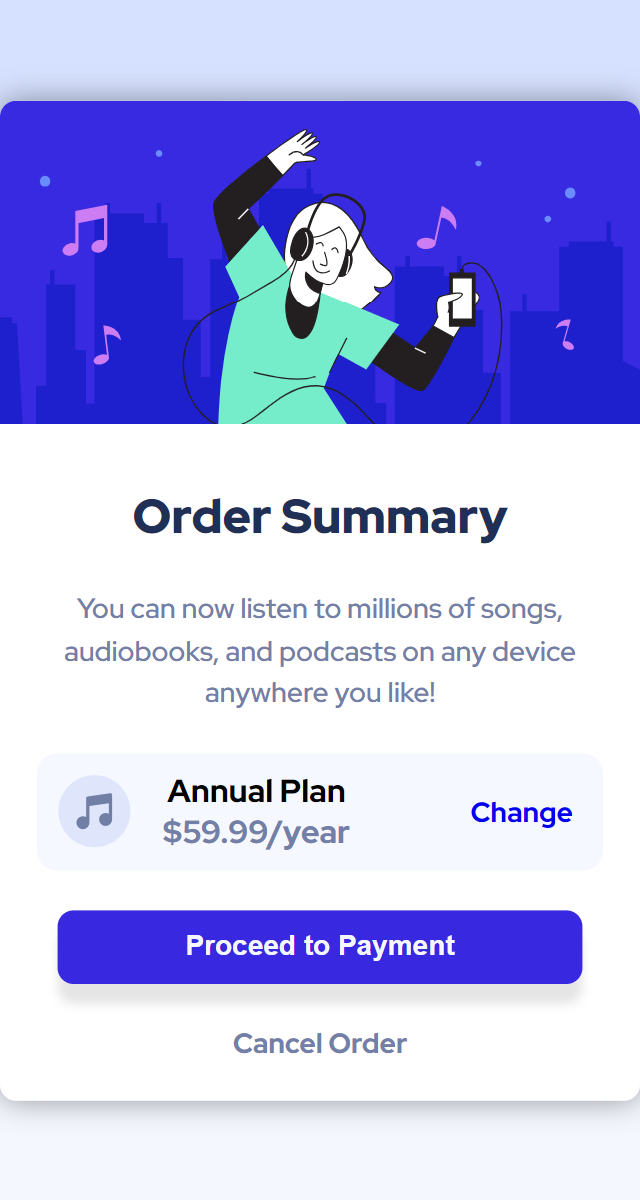 Order Summary
You can now listen to millions of songs,
audiobooks, and podcasts on any device
anywhere you like!
Annual Plan
$59.99/year
Change
Proceed to Payment
Cancel Order